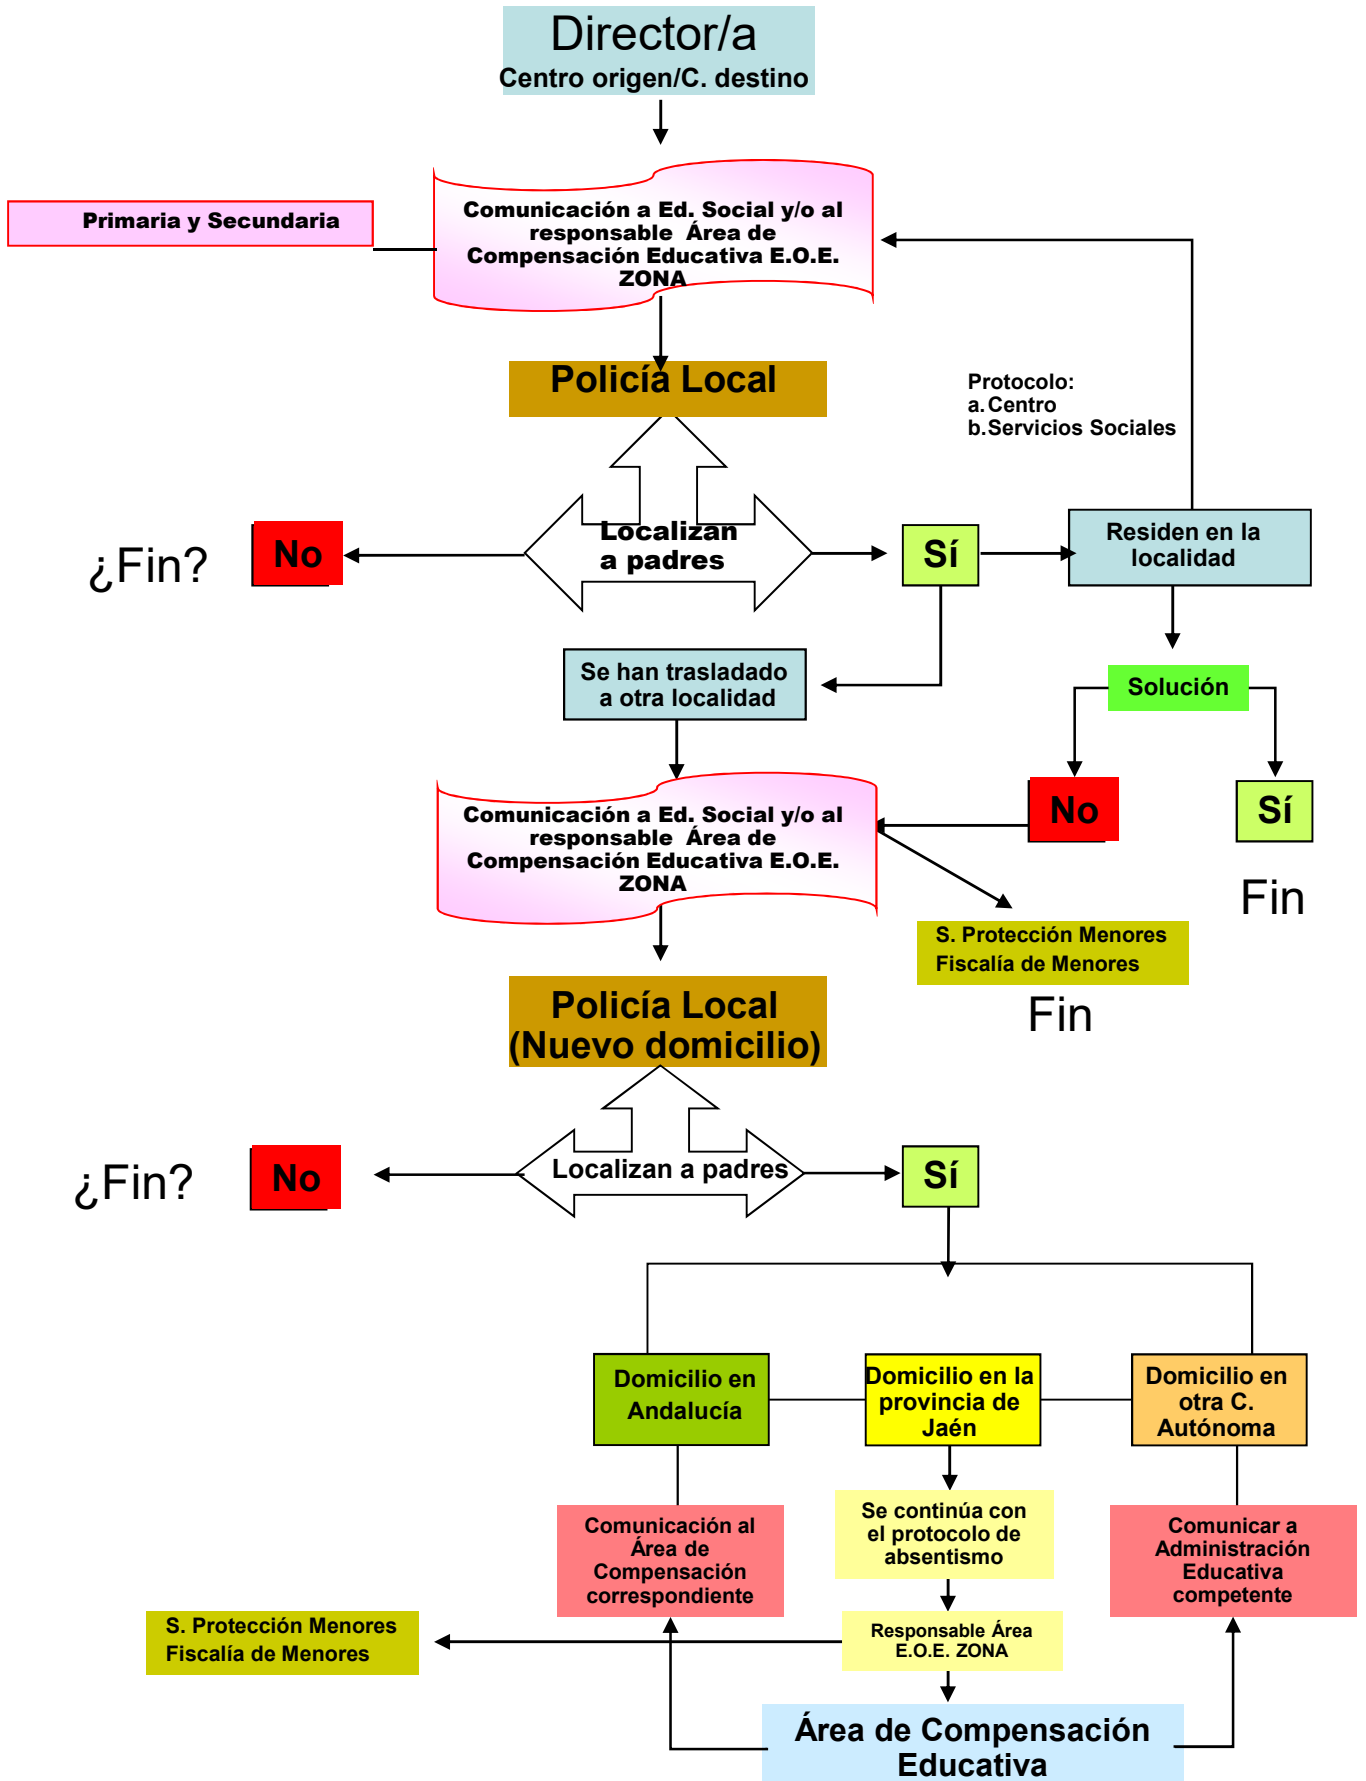 Director/a
Centro origen/C. destino
Primaria y Secundaria
Comunicación a Ed. Social y/o al
responsable Área de
Compensación Educativa E.O.E.
ZONA
Policía Local
Protocolo:
a. Centro
b. Servicios Sociales
¿Fin?
No
Localizan
a padres
Sí
Residen en la
localidad
Se han trasladado
a otra localidad
Solución
No
Sí
Fin
Comunicación a Ed. Social y/o al
responsable Área de
Compensación Educativa E.O.E.
ZONA
S. Protección Menores
Fiscalía de Menores
Fin
Policía Local
(Nuevo domicilio)
¿Fin?
No
Localizan a padres
Sí
Domicilio en
Andalucía
Domicilio en la
provincia de
Jaén
Domicilio en
otra C.
Autónoma
Comunicación al
Área de
Compensación
correspondiente
Se continúa con
el protocolo de
absentismo
Comunicar a
Administración
Educativa
competente
S. Protección Menores
Fiscalía de Menores
Responsable Área
E.O.E. ZONA
Área de Compensación
Educativa